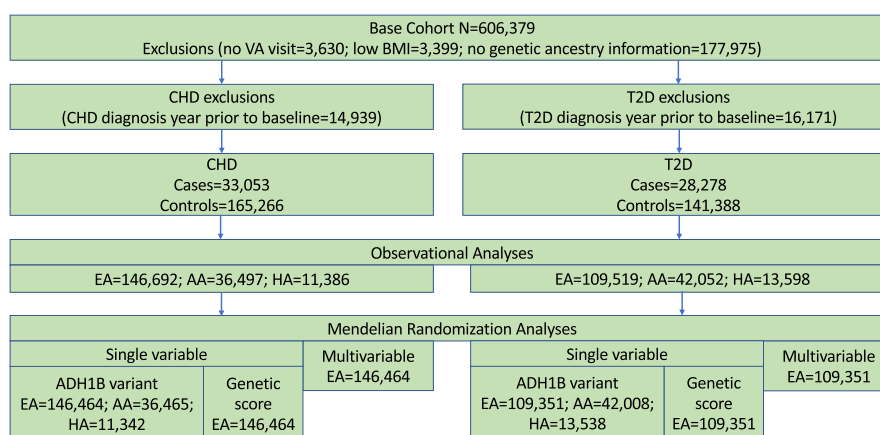 Base Cohort N=606,379
Exclusions (no VA visit=3,630; low BMI=3,399; no genetic ancestry information=177,975)
CHD exclusions
(CHD diagnosis year prior to baseline=14,939)
T2D exclusions
(T2D diagnosis year prior to baseline=16,171)
CHD
Cases=33,053
Controls=165,266
T2D
Cases=28,278
Controls=141,388
Observational Analyses
EA=146,692; AA=36,497; HA=11,386
EA=109,519; AA=42,052; HA=13,598
Mendelian Randomization Analyses
Single variable
Multivariable
EA=146,464
ADH1B variant
EA=146,464; AA=36,465;
HA=11,342
Genetic
score
EA=146,464
Single variable
Multivariable
EA=109,351
ADH1B variant
EA=109,351; AA=42,008;
HA=13,538
Genetic
score
EA=109,351